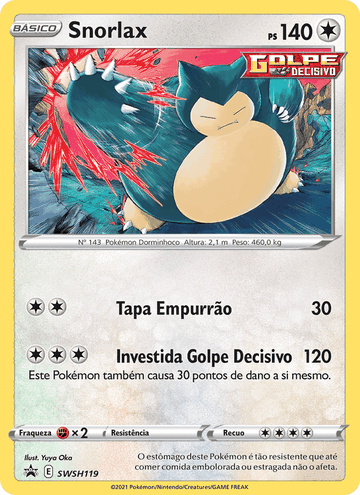 BÁSICO Snorlax PS 140
GOLPE
DECISIVO
Nº 143 Pokémon Dorminhoco Altura: 2,1 m Peso: 460,0 kg
Tapa Empurrão 30
Investida Golpe Decisivo 120
Este Pokémon também causa 30 pontos de dano a si mesmo.
Fraqueza ×2 Resistência Recuo
Ilust. Yuya Oka
E SWSH119
O estômago deste Pokémon é tão resistente que até
comer comida embolorada ou estragada não o afeta.
©2021 Pokémon/Nintendo/Creatures/GAME FREAK